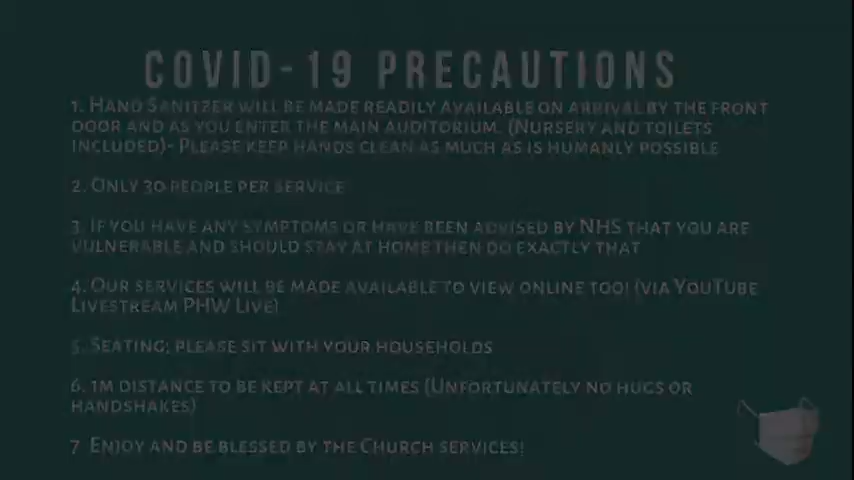 COVID-19 PRECAUTIONS
1. Hand Sanitzer will be made readily available on arrival by the front
door and as you enter the main auditorium. (Nursery and toilets
included)- Please keep hands clean as much as is humanly possible
2. Only 30 people per service
3. If you have any symptoms or have been advised by NHS that you are
vulnerable and should stay at home then do exactly that
4. Our services will be made available to view online too! (via YouTube
Livestream PHW Live)
5. Seating; please sit with your households
6. 1m distance to be kept at all times (Unfortunately no hugs or
handshakes)
7 Enjoy and be blessed by the Church services!